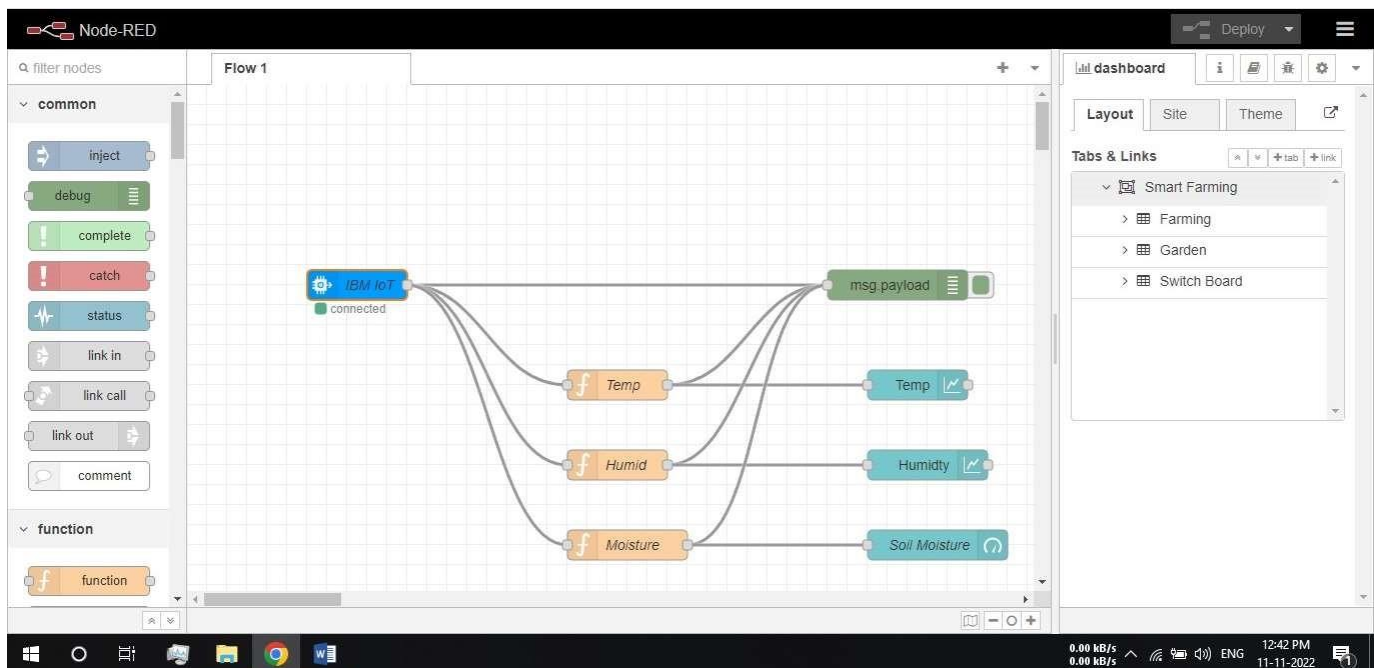 Node-RED
Deploy
filter nodes
Flow 1
dashboard
i
common
Layout
Site
Theme
inject
Tabs & Links
+ tab
+ link
debug
Smart Farming
complete
Farming
catch
Garden
status
Switch Board
link in
link call
link out
comment
function
function
IBM IoT
connected
msg.payload
Temp
Temp
Humid
Humidty
Moisture
Soil Moisture
0.00 kB/s
0.00 kB/s
ENG
12:42 PM
11-11-2022
1